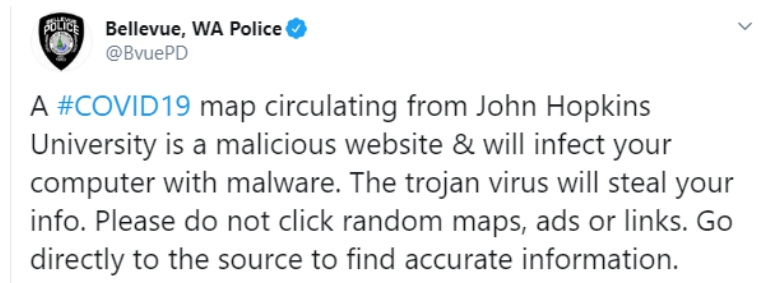 Bellevue, WA Police
@BvuePD
A #COVID19 map circulating from John Hopkins
University is a malicious website & will infect your
computer with malware. The trojan virus will steal your
info. Please do not click random maps, ads or links. Go
directly to the source to find accurate information.